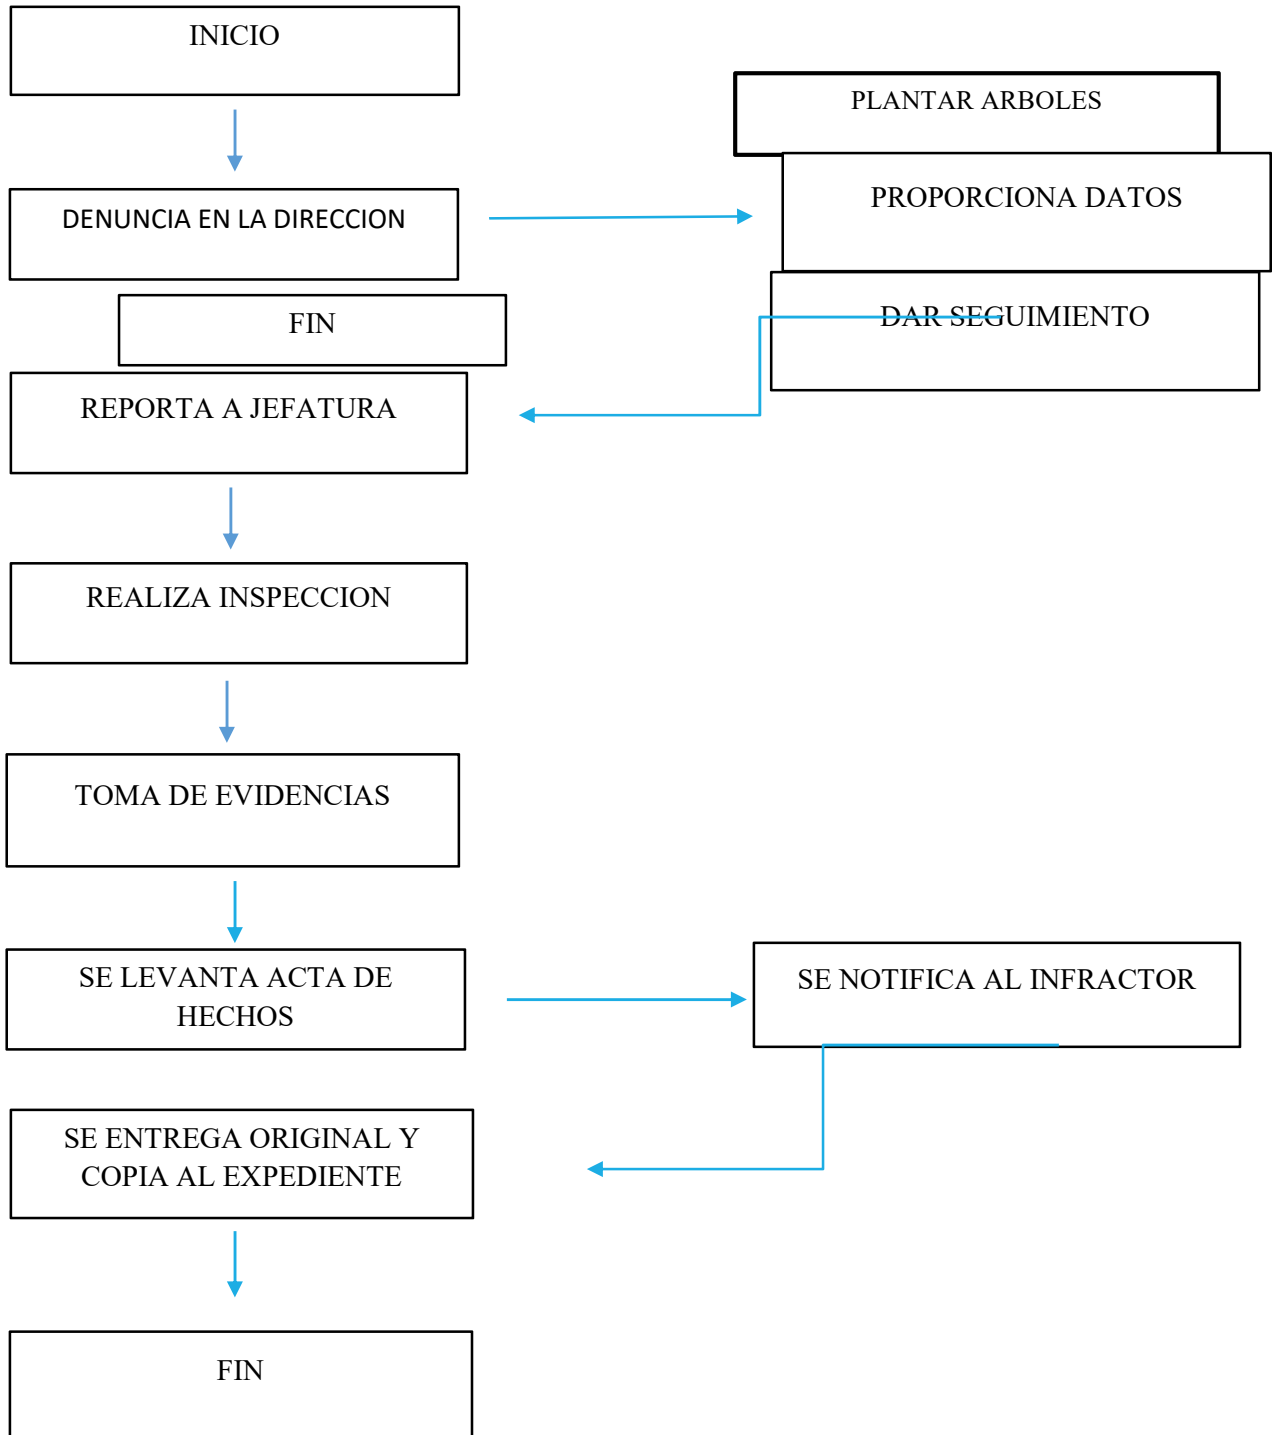 INICIO
PLANTAR ARBOLES
DENUNCIA EN LA DIRECCION
PROPORCIONA DATOS
FIN
DAR SEGUIMIENTO
REPORTA A JEFATURA
REALIZA INSPECCION
TOMA DE EVIDENCIAS
SE LEVANTA ACTA DE
HECHOS
SE NOTIFICA AL INFRACTOR
SE ENTREGA ORIGINAL Y
COPIA AL EXPEDIENTE
FIN